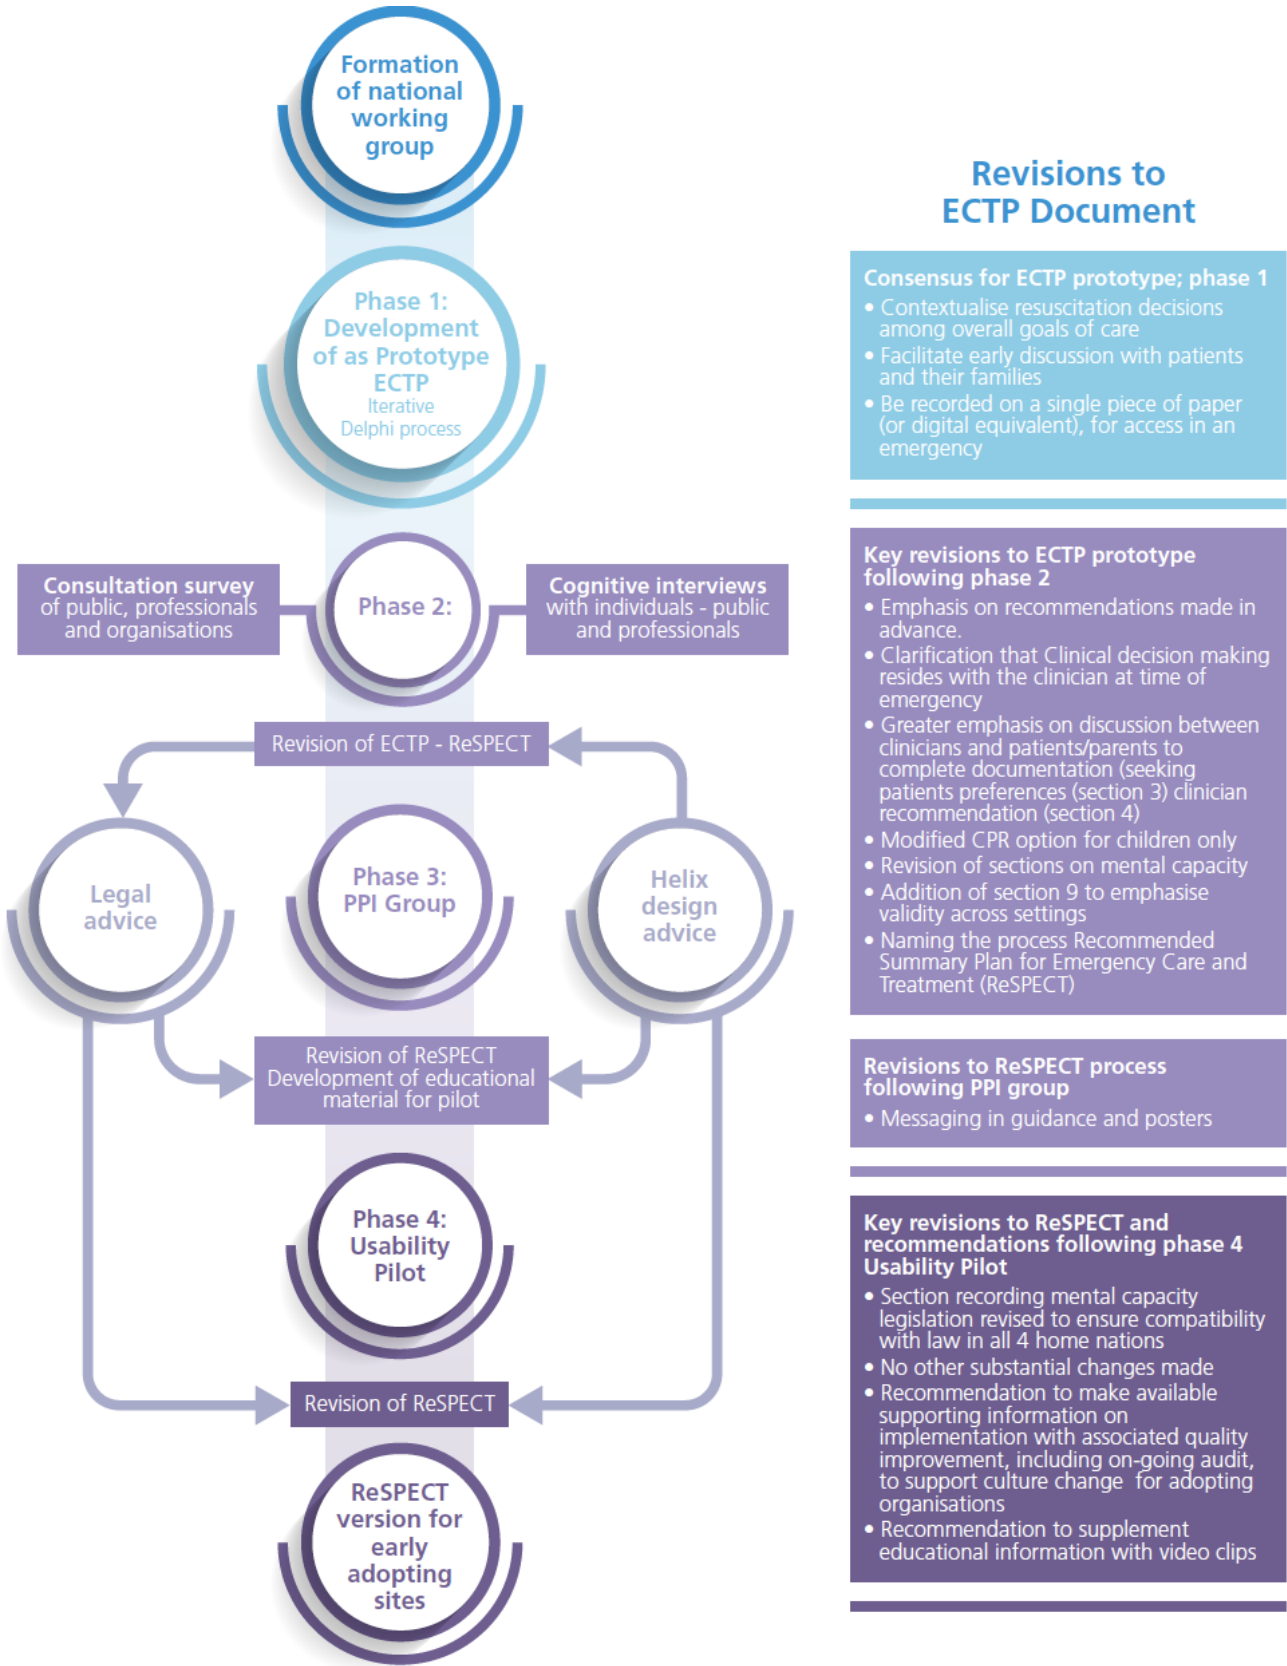 Formation
of national
working
group
Phase 1:
Development
of as Prototype
ECTP
Iterative
Delphi process
Consultation survey
of public, professionals
and organisations
Phase 2:
Cognitive interviews
with individuals - public
and professionals
Revision of ECTP - ReSPECT
Legal
advice
Phase 3:
PPI Group
Helix
design
advice
Revision of ReSPECT
Development of educational
material for pilot
Phase 4:
Usability
Pilot
Revision of ReSPECT
ReSPECT
version for
early
adopting
sites
Revisions to
ECTP Document
Consensus for ECTP prototype; phase 1
• Contextualise resuscitation decisions
among overall goals of care
• Facilitate early discussion with patients
and their families
• Be recorded on a single piece of paper
(or digital equivalent), for access in an
emergency
Key revisions to ECTP prototype
following phase 2
• Emphasis on recommendations made in
advance.
• Clarification that Clinical decision making
resides with the clinician at time of
emergency
• Greater emphasis on discussion between
clinicians and patients/parents to
complete documentation (seeking
patients preferences (section 3) clinician
recommendation (section 4)
• Modified CPR option for children only
• Revision of sections on mental capacity
• Addition of section 9 to emphasise
validity across settings
• Naming the process Recommended
Summary Plan for Emergency Care and
Treatment (ReSPECT)
Revisions to ReSPECT process
following PPI group
• Messaging in guidance and posters
Key revisions to ReSPECT and
recommendations following phase 4
Usability Pilot
• Section recording mental capacity
legislation revised to ensure compatibility
with law in all 4 home nations
• No other substantial changes made
• Recommendation to make available
supporting information on
implementation with associated quality
improvement, including on-going audit,
to support culture change for adopting
organisations
• Recommendation to supplement
educational information with video clips